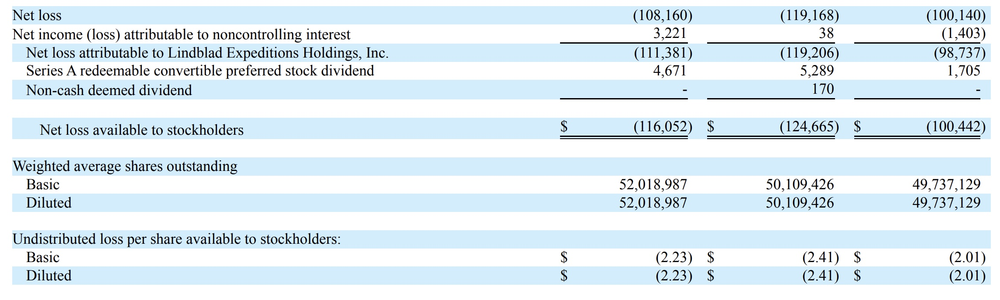 Net loss (108,160) (119,168) (100,140)
Net income (loss) attributable to noncontrolling interest 3,221 38 (1,403)
Net loss attributable to Lindblad Expeditions Holdings, Inc. (111,381) (119,206) (98,737)
Series A redeemable convertible preferred stock dividend 4,671 5,289 1,705
Non-cash deemed dividend - 170 -
Net loss available to stockholders $ (116,052) $ (124,665) $ (100,442)
Weighted average shares outstanding
Basic 52,018,987 50,109,426 49,737,129
Diluted 52,018,987 50,109,426 49,737,129
Undistributed loss per share available to stockholders:
Basic $ (2.23) $ (2.41) $ (2.01)
Diluted $ (2.23) $ (2.41) $ (2.01)